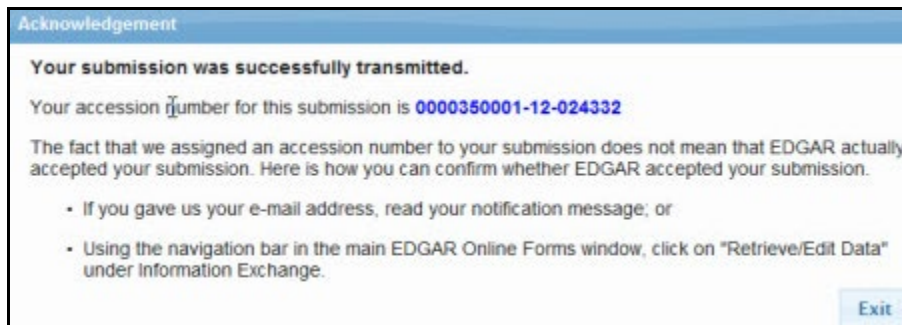 Acknowledgement
Your submission was successfully transmitted.
Your accession number for this submission is 0000350001-12-024332
The fact that we assigned an accession number to your submission does not mean that EDGAR actually
accepted your submission. Here is how you can confirm whether EDGAR accepted your submission.
• If you gave us your e-mail address, read your notification message; or
• Using the navigation bar in the main EDGAR Online Forms window, click on "Retrieve/Edit Data"
under Information Exchange.
Exit